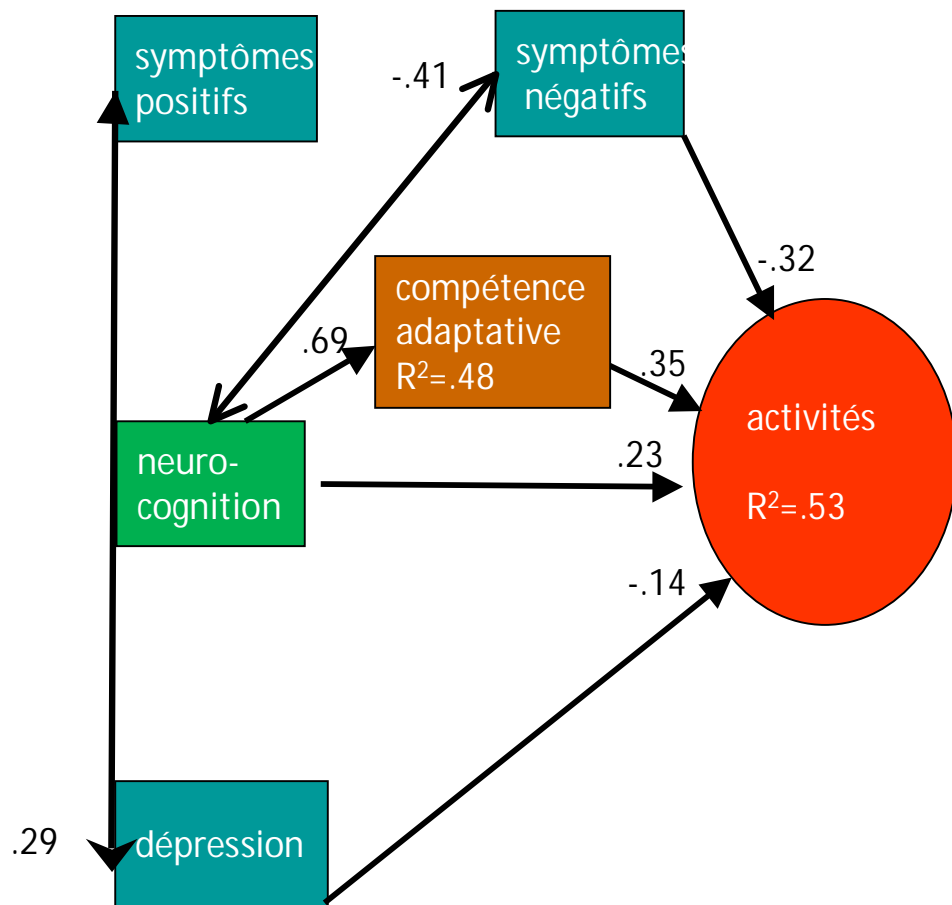 symptômes
positifs
-.41
symptômes
négatifs
-.32
compétence
adaptative
R²=.48
.69
.35
activités
R²=.53
neuro-
cognition
.23
-.14
.29
dépression